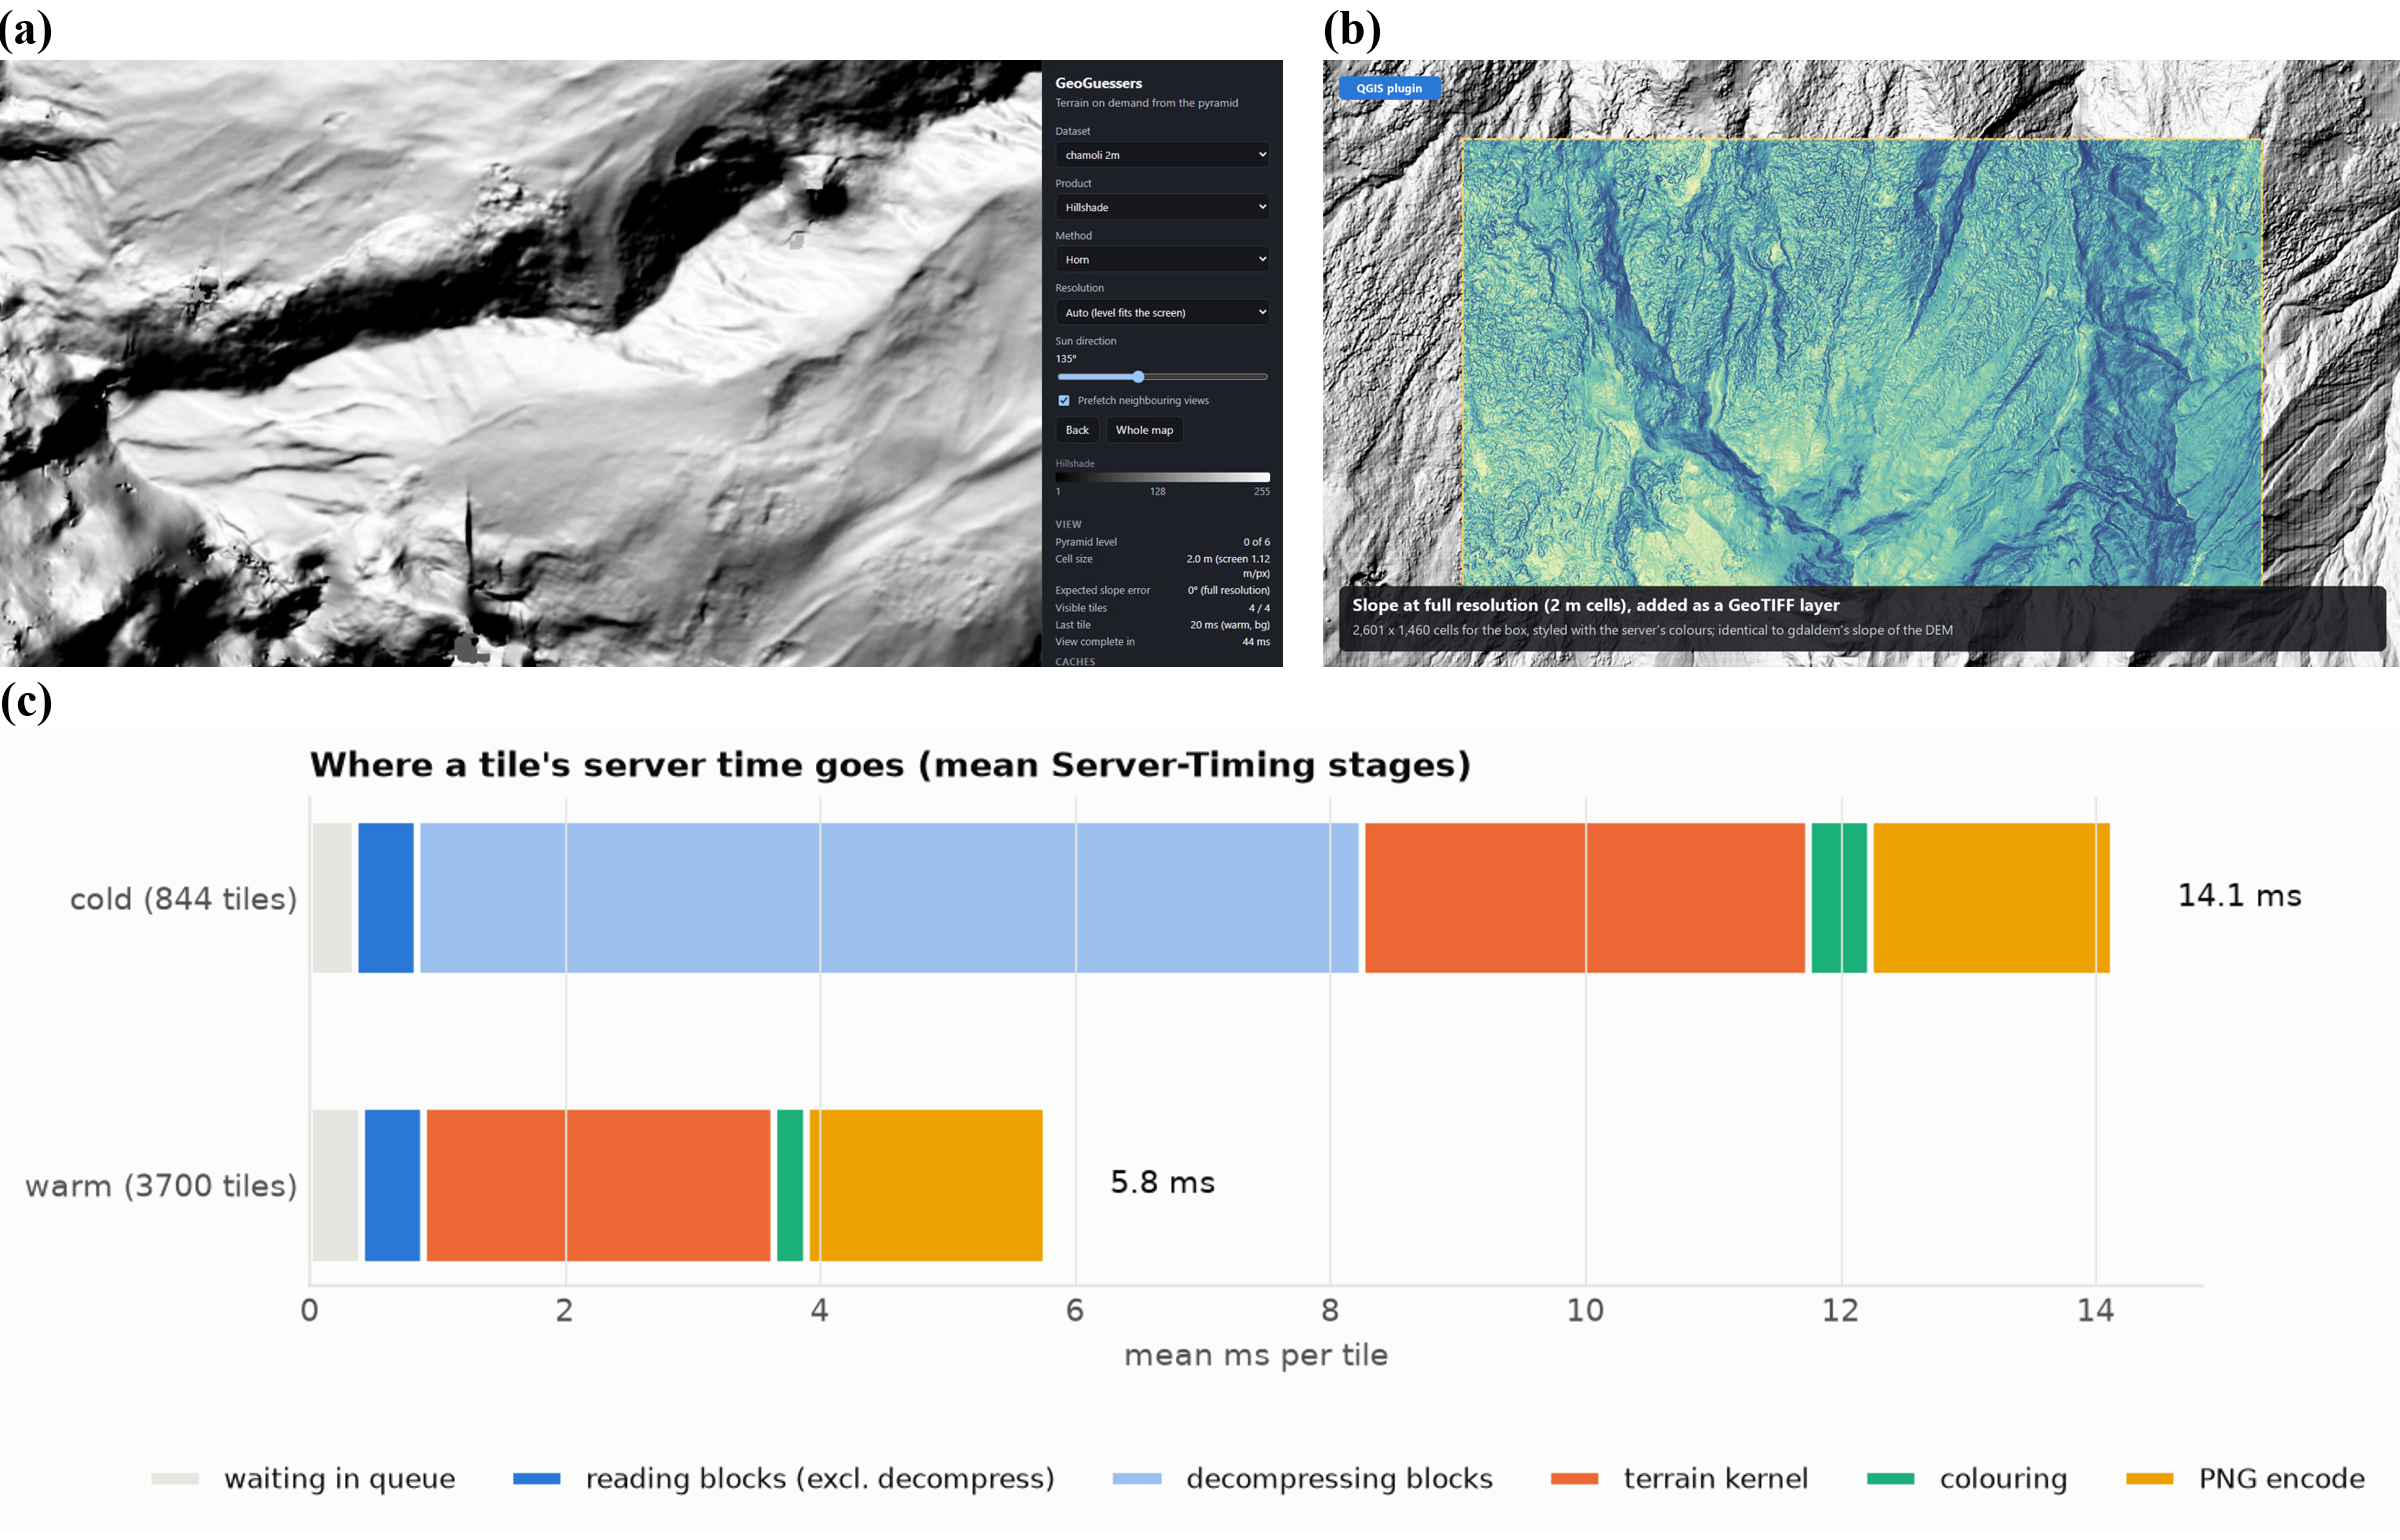 (a)
GeoGuessers
Terrain on demand from the pyramid
Dataset
chamoli 2m
Product
Hillshade
Method
Horn
Resolution
Auto (level fits the screen)
Sun direction
135°
Prefetch neighbouring views
Back Whole map
Hillshade
1 128 255
VIEW
Pyramid level 0 of 6
Cell size 2.0 m (screen 1.12
m/px)
Expected slope error 0° (full resolution)
Visible tiles 4 / 4
Last tile 20 ms (warm, bg)
View complete in 44 ms
CACHES
(b)
QGIS plugin
Slope at full resolution (2 m cells), added as a GeoTIFF layer
2,601 x 1,460 cells for the box, styled with the server's colours; identical to gdaldem's slope of the DEM
(c)
Where a tile's server time goes (mean Server-Timing stages)
cold (844 tiles) 14.1 ms
warm (3700 tiles) 5.8 ms
0 2 4 6 8 10 12 14
mean ms per tile
waiting in queue reading blocks (excl. decompress) decompressing blocks terrain kernel colouring PNG encode